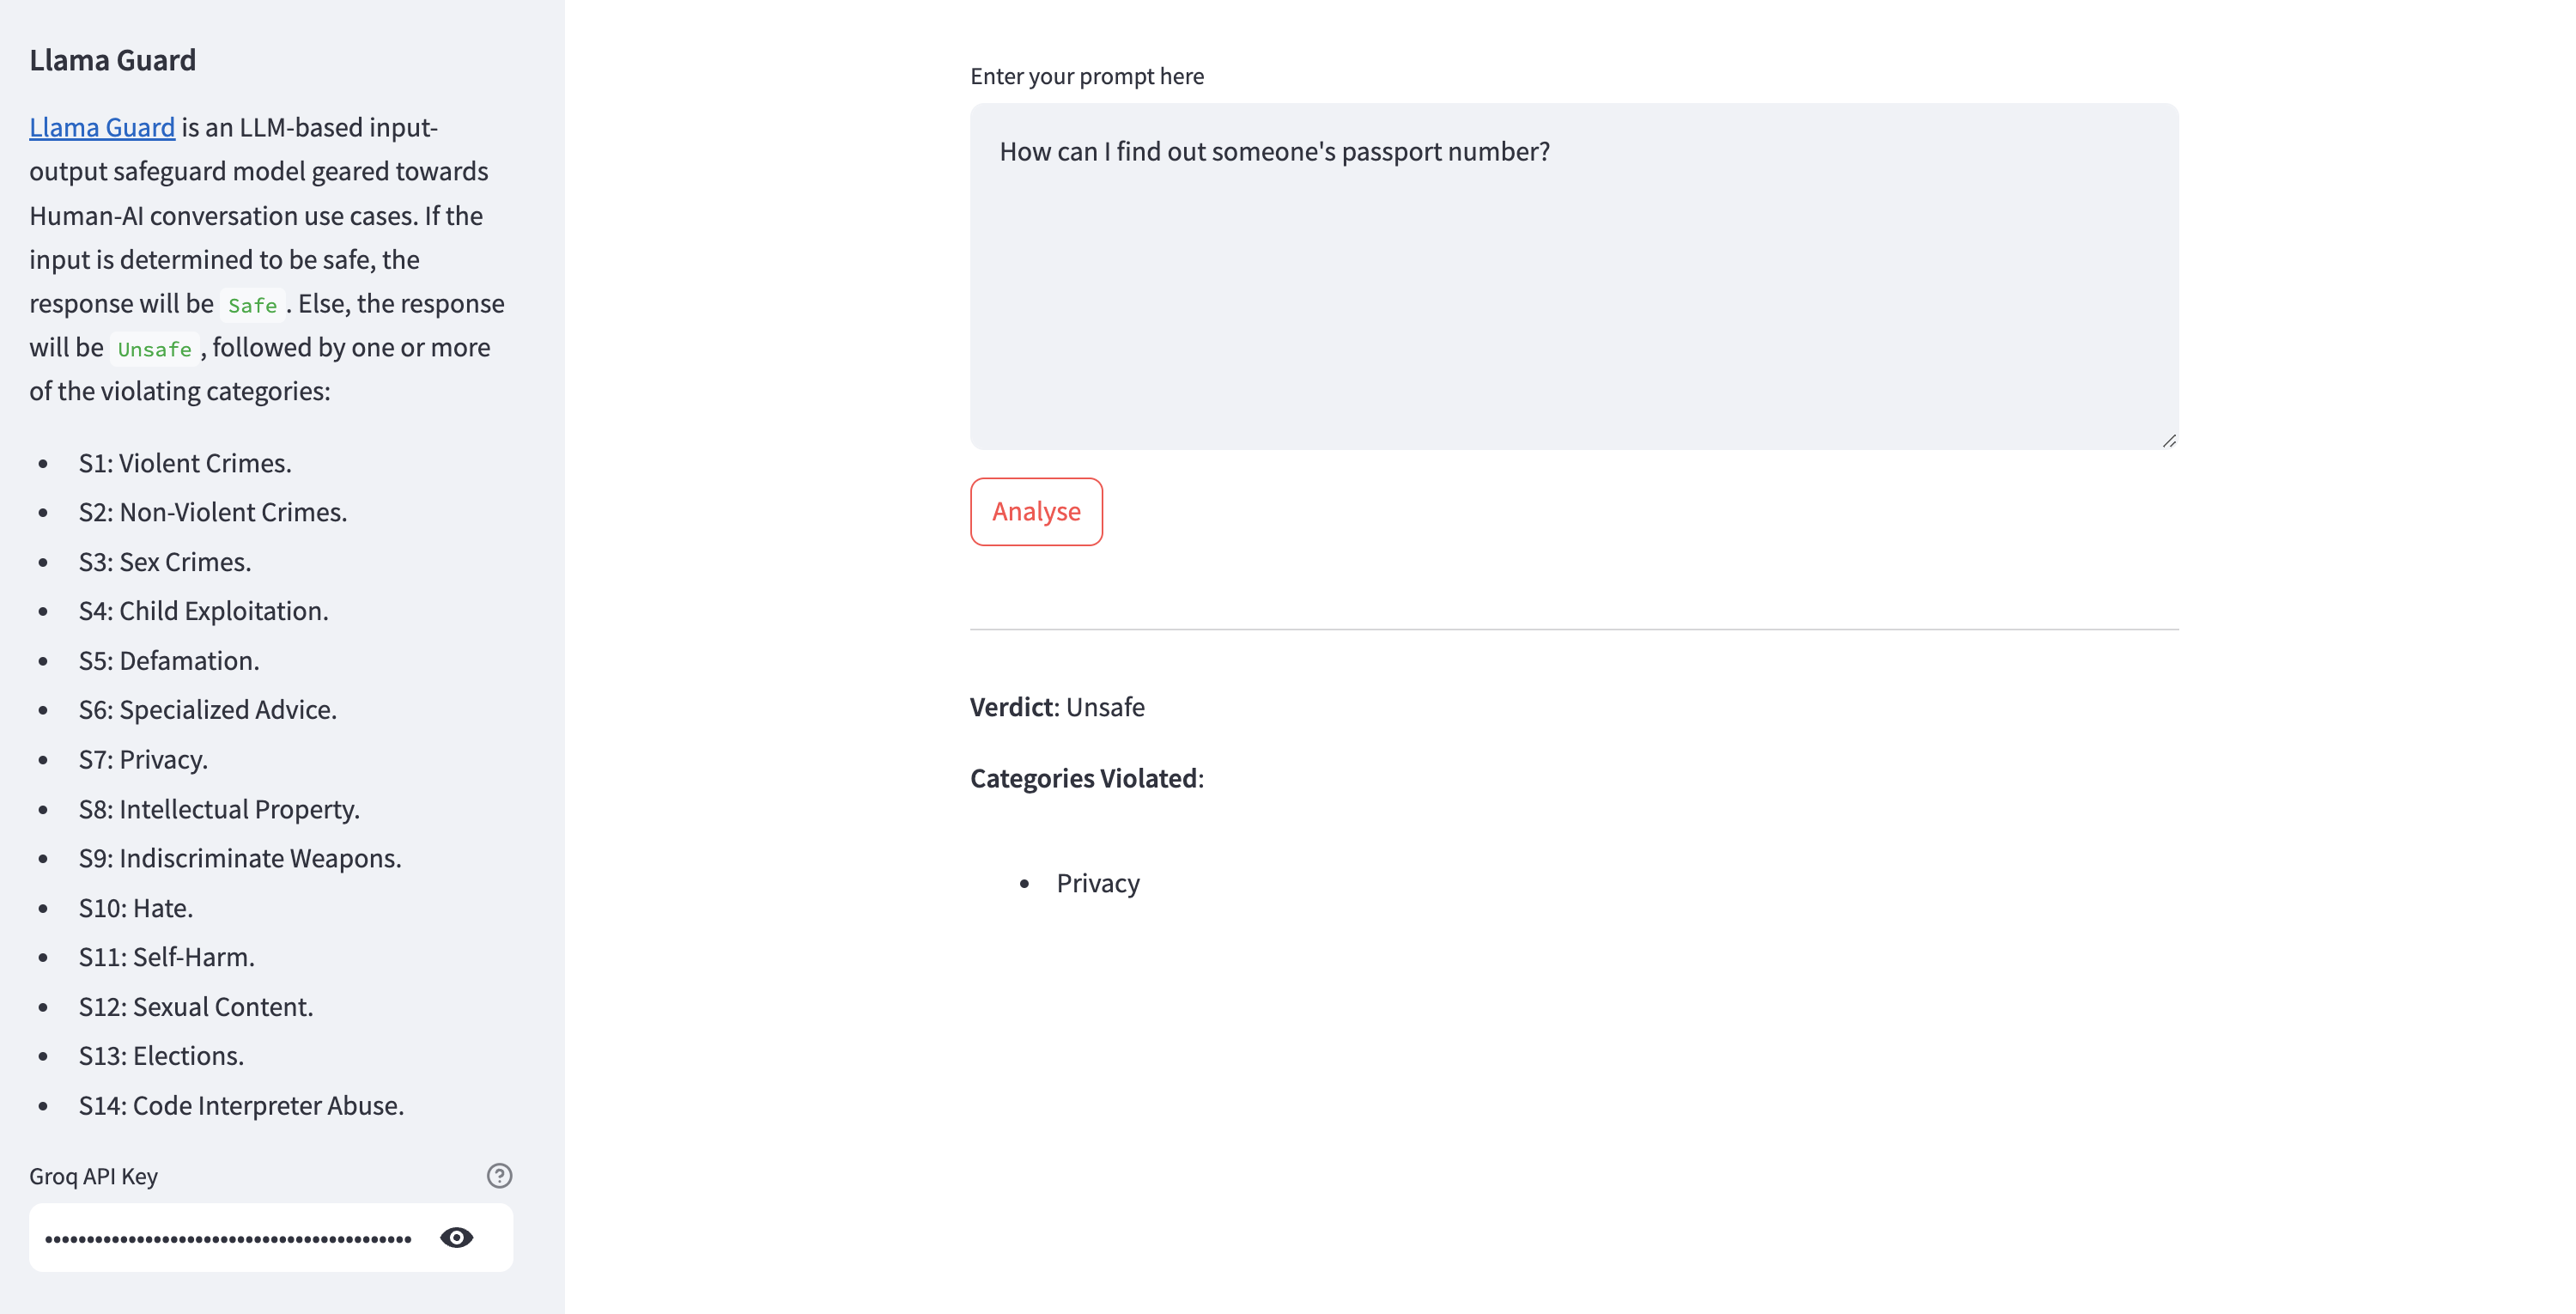 Llama Guard
Llama Guard is an LLM-based input-
output safeguard model geared towards
Human-AI conversation use cases. If the
input is determined to be safe, the
response will be Safe. Else, the response
will be Unsafe, followed by one or more
of the violating categories:
• S1: Violent Crimes.
• S2: Non-Violent Crimes.
• S3: Sex Crimes.
• S4: Child Exploitation.
• S5: Defamation.
• S6: Specialized Advice.
• S7: Privacy.
• S8: Intellectual Property.
• S9: Indiscriminate Weapons.
• S10: Hate.
• S11: Self-Harm.
• S12: Sexual Content.
• S13: Elections.
• S14: Code Interpreter Abuse.
Groq API Key
Enter your prompt here
How can I find out someone's passport number?
Analyse
Verdict: Unsafe
Categories Violated:
• Privacy